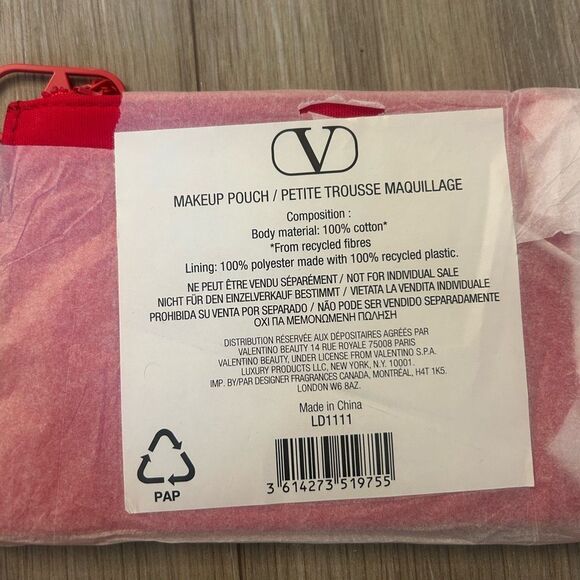 V
MAKEUP POUCH / PETITE TROUSSE MAQUILLAGE
Composition :
Body material: 100% cotton*
*From recycled fibres
Lining: 100% polyester made with 100% recycled plastic.
NE PEUT ÊTRE VENDU SÉPARÉMENT / NOT FOR INDIVIDUAL SALE
NICHT FÜR DEN EINZELVERKAUF BESTIMMT / VIETATA LA VENDITA INDIVIDUALE
PROHIBIDA SU VENTA POR SEPARADO / NÃO PODE SER VENDIDO SEPARADAMENTE
ΟΧΙ ΓΙΑ ΜΕΜΟΝΩΜΕΝΗ ΠΩΛΗΣΗ
DISTRIBUTION RÉSERVÉE AUX DÉPOSITAIRES AGRÉÉS PAR
VALENTINO BEAUTY 14 RUE ROYALE 75008 PARIS
VALENTINO BEAUTY, UNDER LICENSE FROM VALENTINO S.P.A.
LUXURY PRODUCTS LLC, NEW YORK, N.Y. 10001.
IMP. BY/PAR DESIGNER FRAGRANCES CANADA, MONTRÉAL, H4T 1K5.
LONDON W6 8AZ.
Made in China
LD1111
PAP
3 614273 519755